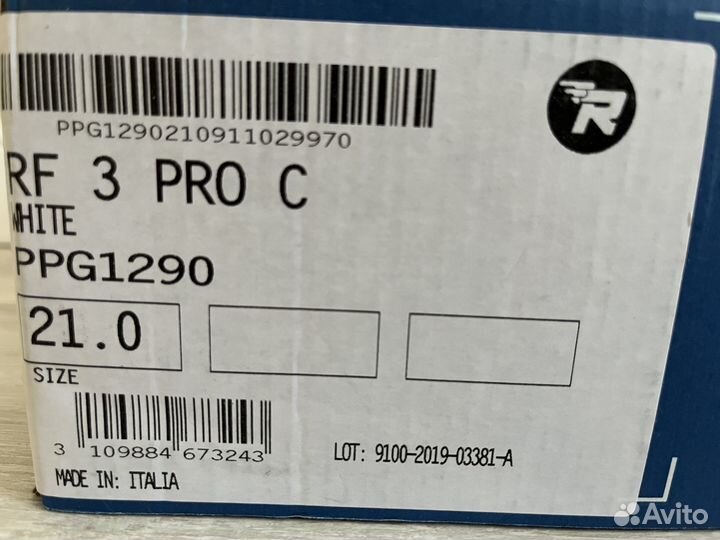 PPG1290210911029970
R
RF 3 PRO C
WHITE
PPG1290
21.0
SIZE
3 109884 673243
LOT: 9100-2019-03381-A
MADE IN: ITALIA
Avito